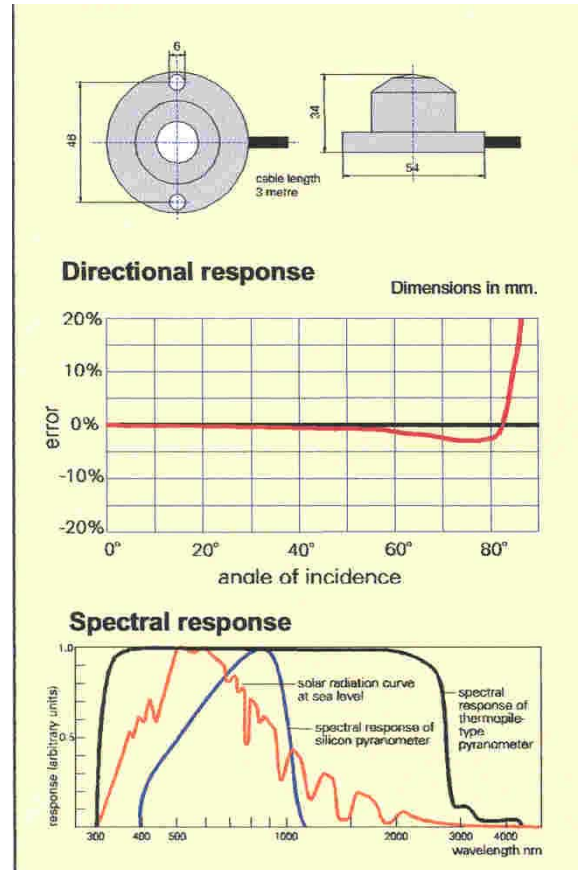 6
48
34
54
cable length
3 metre
Directional response
Dimensions in mm.
20%
10%
0%
-10%
-20%
error
0°
20°
40°
60°
80°
angle of incidence
Spectral response
1.0
0.5
response (arbitrary units)
solar radiation curve
at sea level
spectral response of
silicon pyranometer
spectral
response of
thermopile-
type
pyranometer
300
400
500
1000
2000
3000
4000
wavelength nm